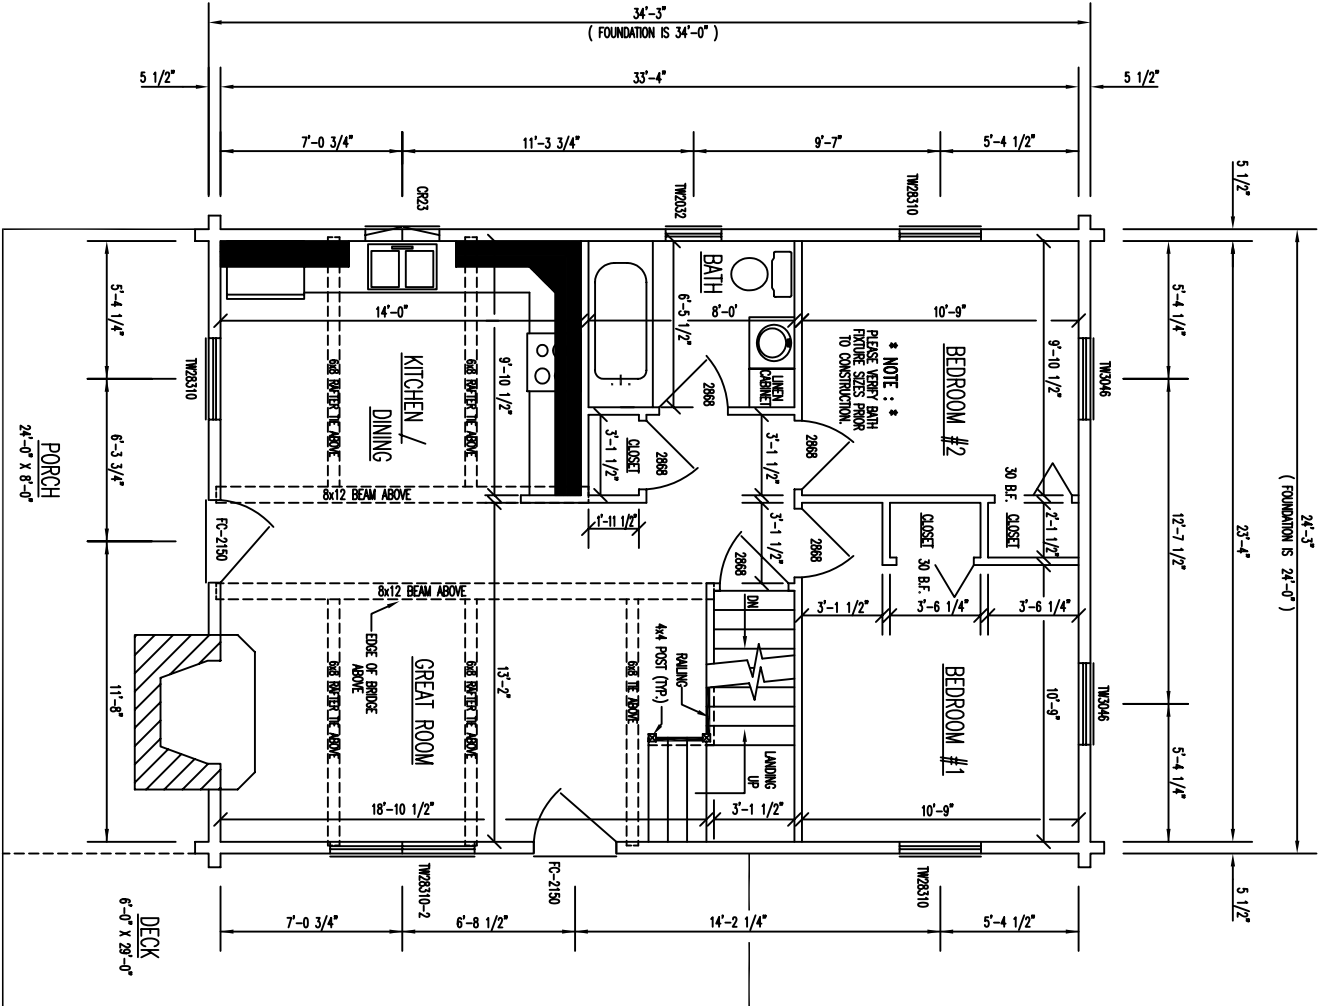 34'-3"
( FOUNDATION IS 34'-0" )
5 1/2"
33'-4"
5 1/2"
7'-0 3/4"
11'-3 3/4"
9'-7"
5'-4 1/2"
5 1/2"
CR23
TW2032
TW28310
5'-4 1/4"
14'-0"
BATH
6'-5 1/2"
8'-0"
10'-9"
5'-4 1/4"
24'-3"
( FOUNDATION IS 24'-0" )
23'-4"
TW28310
KITCHEN /
DINING
6x8 RAFTER TIE ABOVE
6x8 RAFTER TIE ABOVE
9'-10 1/2"
LINEN
CABINET
* NOTE : *
PLEASE VERIFY BATH
FIXTURE SIZES PRIOR
TO CONSTRUCTION.
BEDROOM #2
9'-10 1/2"
TW3046
2868
6'-3 3/4"
PORCH
24'-0" X 8'-0"
3'-1 1/2"
CLOSET
2868
3'-1 1/2"
2868
30 B.F.
CLOSET
2'-1 1/2"
12'-7 1/2"
8x12 BEAM ABOVE
FC-2150
1'-11 1/2"
2868
3'-1 1/2"
2868
CLOSET
30 B.F.
8x12 BEAM ABOVE
DN
3'-1 1/2"
3'-6 1/4"
3'-6 1/4"
EDGE OF BRIDGE
ABOVE
GREAT ROOM
6x8 RAFTER TIE ABOVE
6x8 RAFTER TIE ABOVE
13'-2"
6x8 TIE ABOVE
4x4 POST (TYP.)
RAILING
BEDROOM #1
10'-9"
TW3046
11'-8"
LANDING
UP
5'-4 1/4"
18'-10 1/2"
3'-1 1/2"
10'-9"
TW28310-2
FC-2150
TW28310
5 1/2"
DECK
6'-0" X 29'-0"
7'-0 3/4"
6'-8 1/2"
14'-2 1/4"
5'-4 1/2"